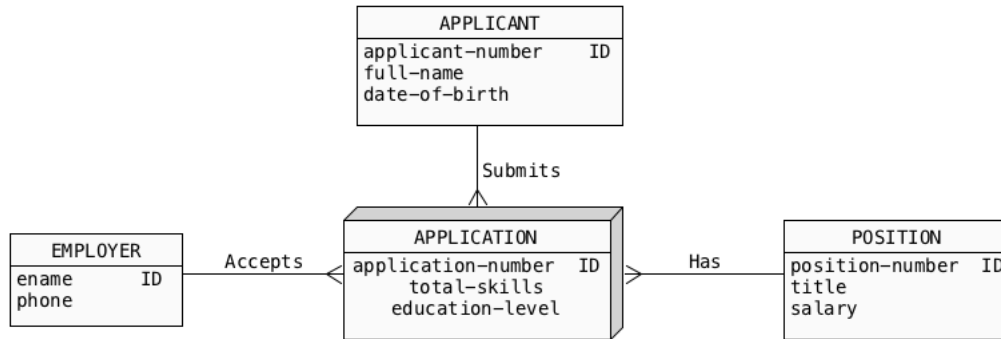 APPLICANT
applicant-number ID
full-name
date-of-birth
Submits
EMPLOYER
ename ID
phone
Accepts
APPLICATION
application-number ID
total-skills
education-level
Has
POSITION
position-number ID
title
salary